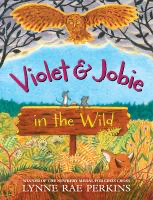 Violet & Jobie
in the Wild
WINNER OF THE NEWBERY MEDAL FOR CRISS CROSS
LYNNE RAE PERKINS